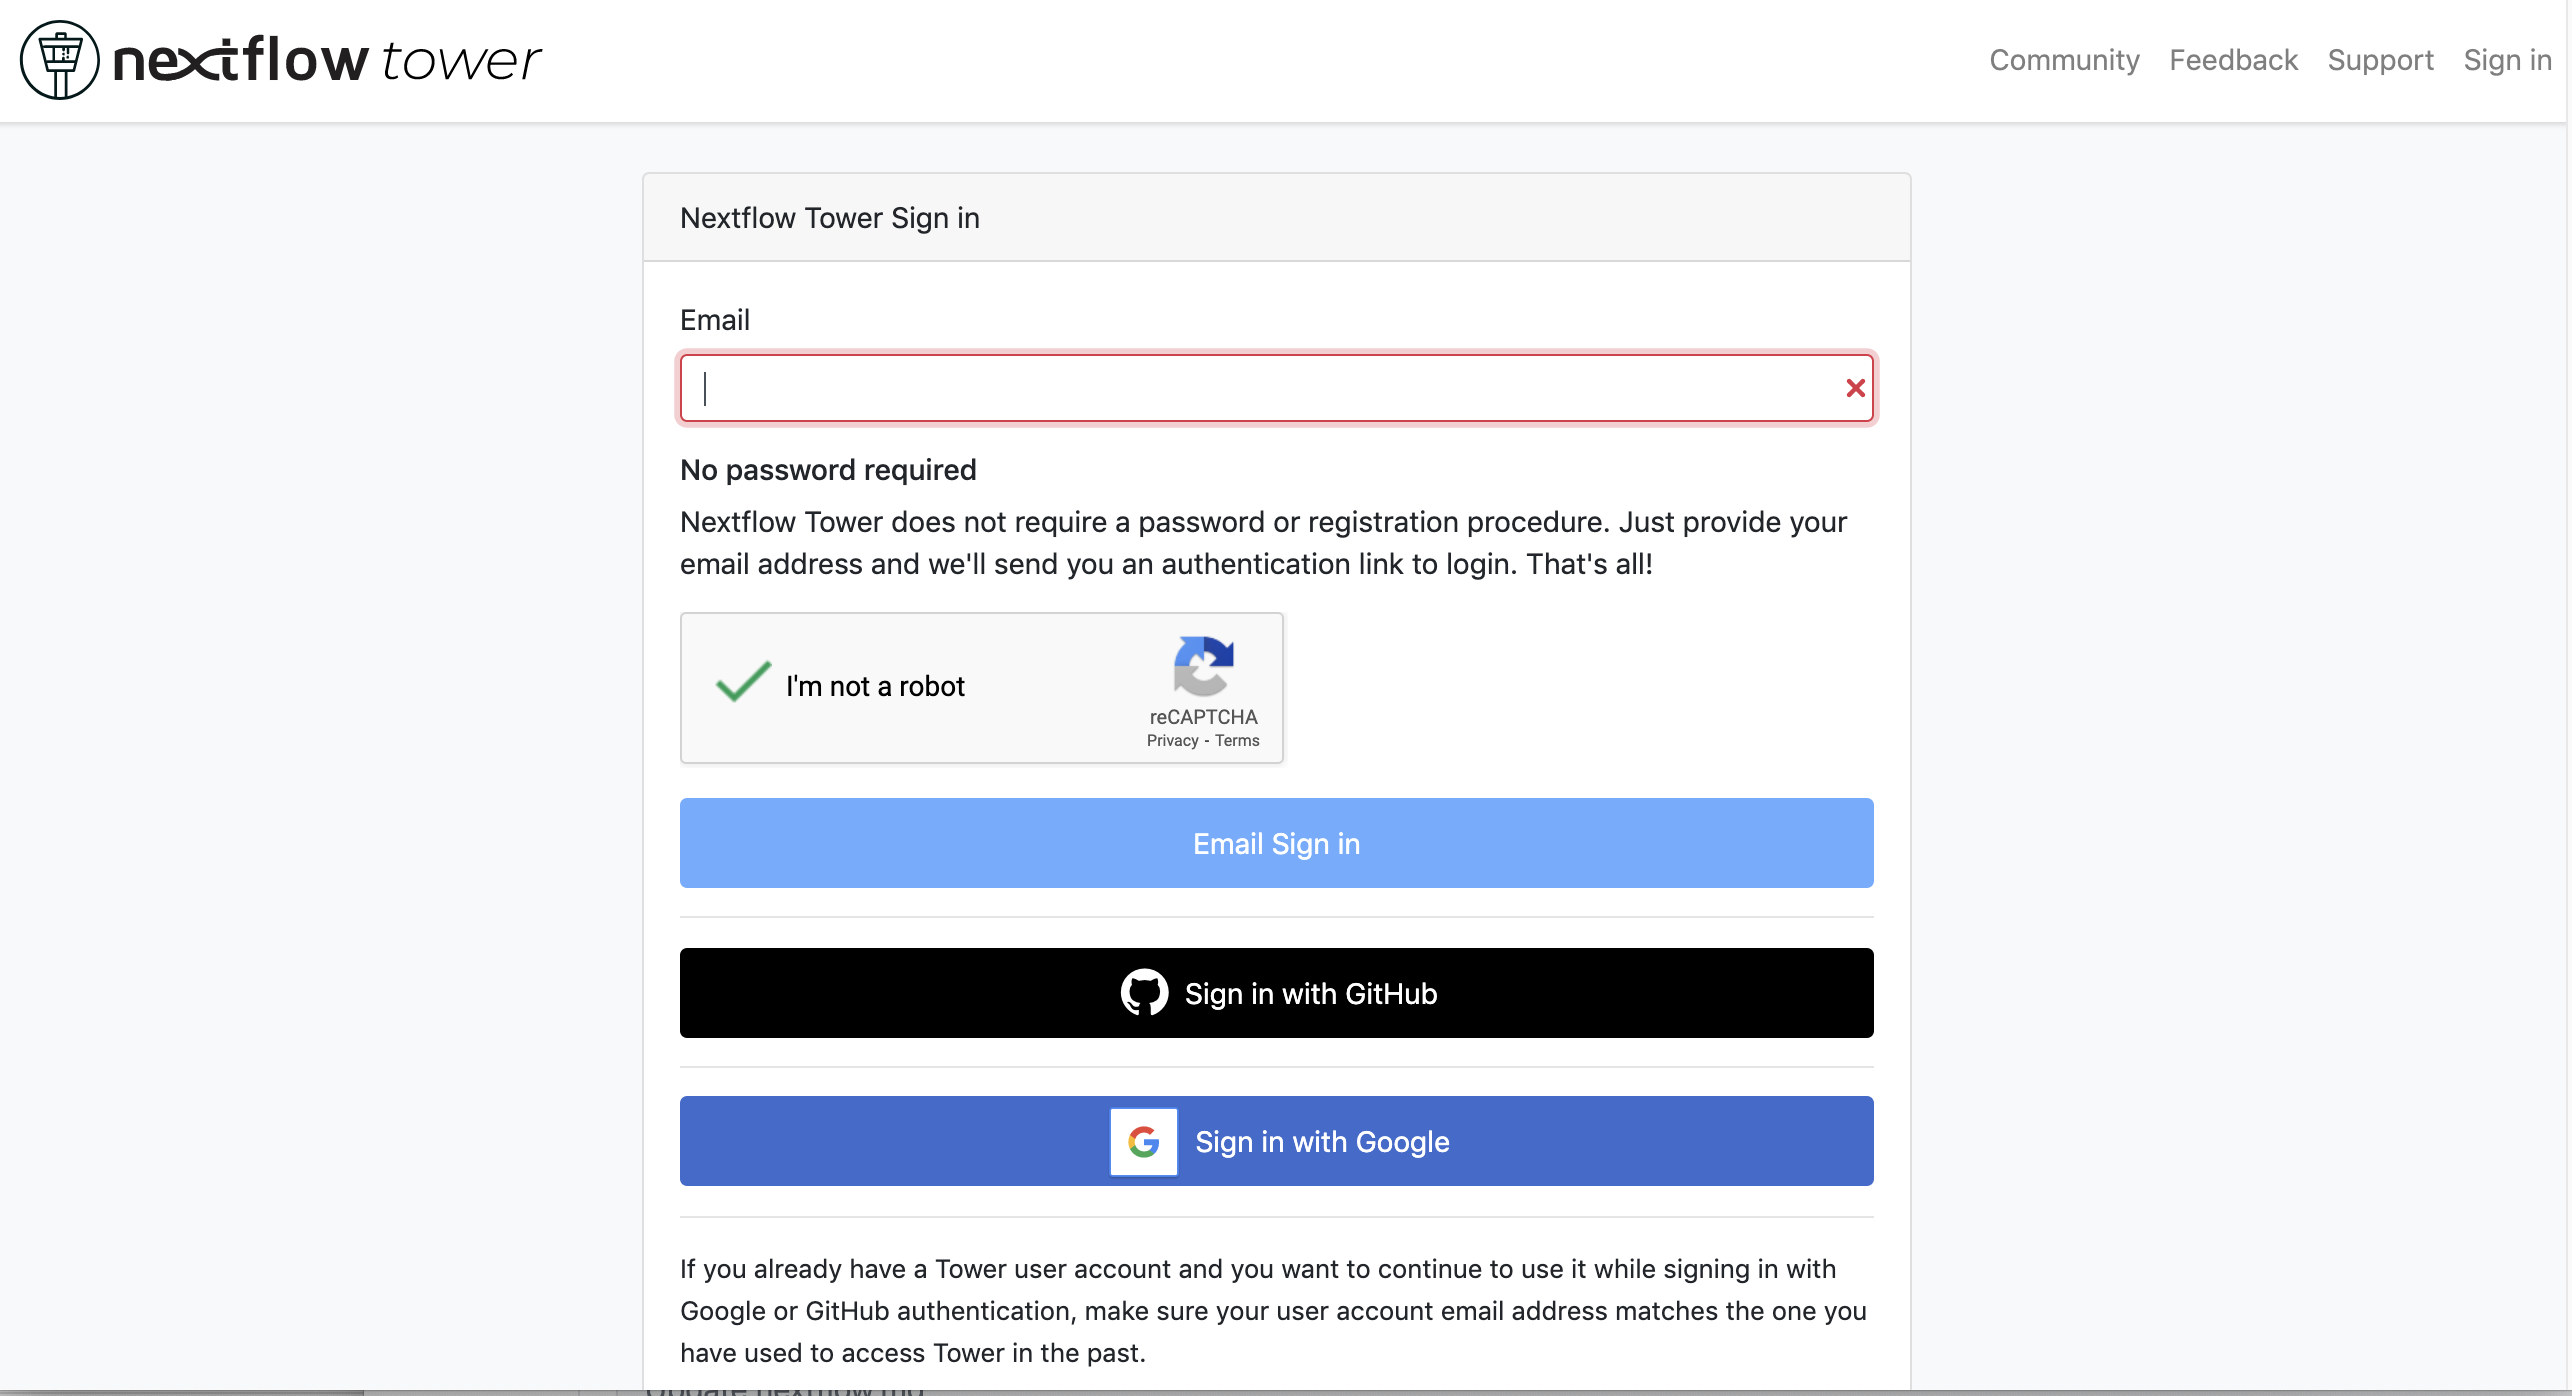 nextflow tower
Community Feedback Support Sign in
Nextflow Tower Sign in
Email
No password required
Nextflow Tower does not require a password or registration procedure. Just provide your
email address and we'll send you an authentication link to login. That's all!
I'm not a robot
reCAPTCHA
Privacy - Terms
Email Sign in
Sign in with GitHub
Sign in with Google
If you already have a Tower user account and you want to continue to use it while signing in with
Google or GitHub authentication, make sure your user account email address matches the one you
have used to access Tower in the past.